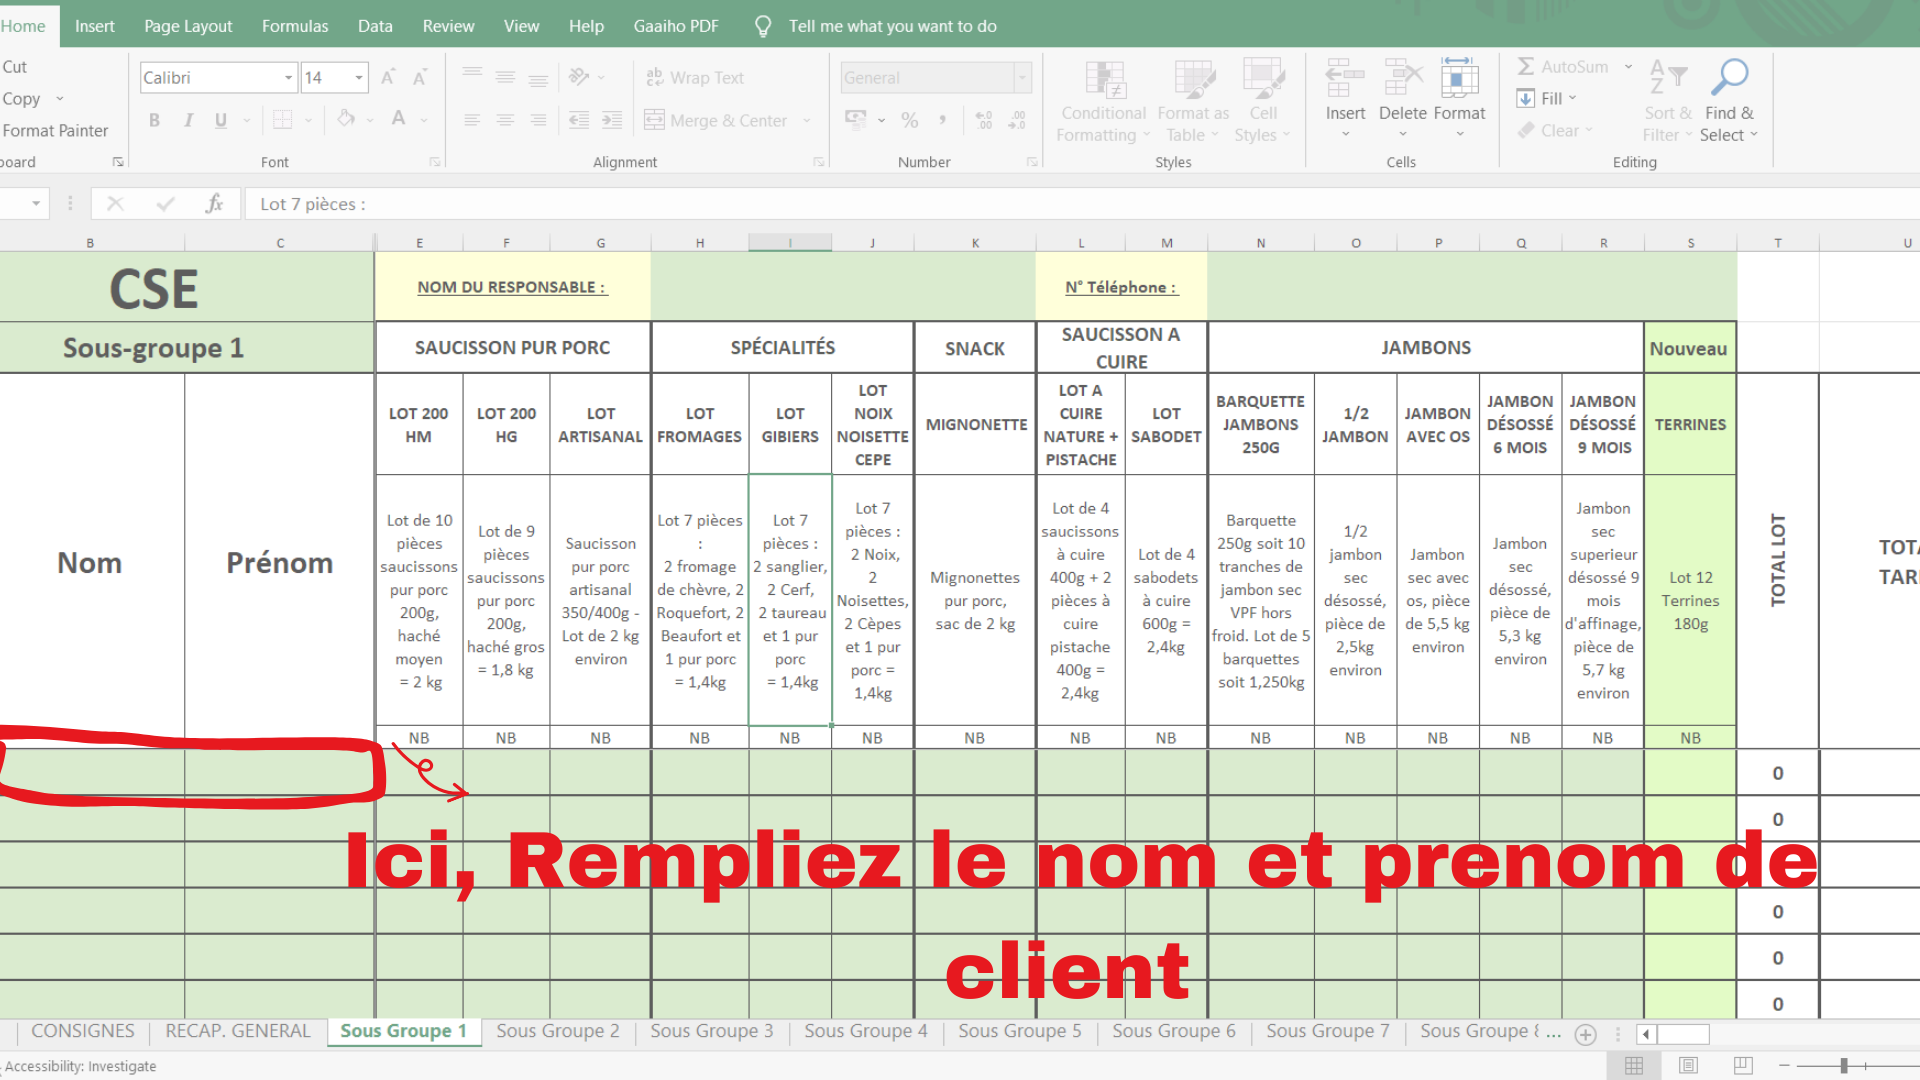 Home Insert Page Layout Formulas Data Review View Help Gaaiho PDF Tell me what you want to do
Cut
Copy
Format Painter
board
Calibri 14
B I U A
Font
Wrap Text
Merge & Center
Alignment
General
% , .00 .00
Number
Conditional Formatting
Format as Table
Cell Styles
Styles
Insert Delete Format
Cells
AutoSum
Fill
Clear
Sort & Filter
Find & Select
Editing
fx Lot 7 pièces :
B C E F G H I J K L M N O P Q R S T U
CSE
NOM DU RESPONSABLE :
N° Téléphone :
Sous-groupe 1
SAUCISSON PUR PORC
SPÉCIALITÉS
SNACK
SAUCISSON A
CUIRE
JAMBONS
Nouveau
Nom
Prénom
LOT 200
HM
LOT 200
HG
LOT
ARTISANAL
LOT
FROMAGES
LOT
GIBIERS
LOT
NOIX
NOISETTE
CEPE
MIGNONETTE
LOT A
CUIRE
NATURE +
PISTACHE
LOT
SABODET
BARQUETTE
JAMBONS
250G
1/2
JAMBON
JAMBON
AVEC OS
JAMBON
DÉSOSSÉ
6 MOIS
JAMBON
DÉSOSSÉ
9 MOIS
TERRINES
Lot de 10
pièces
saucissons
pur porc
200g,
haché
moyen
= 2 kg
Lot de 9
pièces
saucissons
pur porc
200g,
haché gros
= 1,8 kg
Saucisson
pur porc
artisanal
350/400g -
Lot de 2 kg
environ
Lot 7 pièces
:
2 fromage
de chèvre, 2
Roquefort, 2
Beaufort et
1 pur porc
= 1,4kg
Lot 7
pièces :
2 sanglier,
2 Cerf,
2 taureau
et 1 pur
porc
= 1,4kg
Lot 7
pièces :
2 Noix,
2
Noisettes,
2 Cèpes
et 1 pur
porc =
1,4kg
Mignonettes
pur porc,
sac de 2 kg
Lot de 4
saucissons
à cuire
400g + 2
pièces à
cuire
pistache
400g =
2,4kg
Lot de 4
sabodets
à cuire
600g =
2,4kg
Barquette
250g soit 10
tranches de
jambon sec
VPF hors
froid. Lot de 5
barquettes
soit 1,250kg
1/2
jambon
sec
désossé,
pièce de
2,5kg
environ
Jambon
sec avec
os, pièce
de 5,5 kg
environ
Jambon
sec
désossé,
pièce de
5,3 kg
environ
Jambon
sec
superieur
désossé 9
mois
d'affinage,
pièce de
5,7 kg
environ
Lot 12
Terrines
180g
TOTAL LOT
TOTA
TARI
NB NB NB NB NB NB NB NB NB NB NB NB NB NB NB
0
0
Ici, Rempliez le nom et prenom de
client
0
0
0
CONSIGNES RECAP. GENERAL Sous Groupe 1 Sous Groupe 2 Sous Groupe 3 Sous Groupe 4 Sous Groupe 5 Sous Groupe 6 Sous Groupe 7 Sous Groupe 8 ...
Accessibility: Investigate